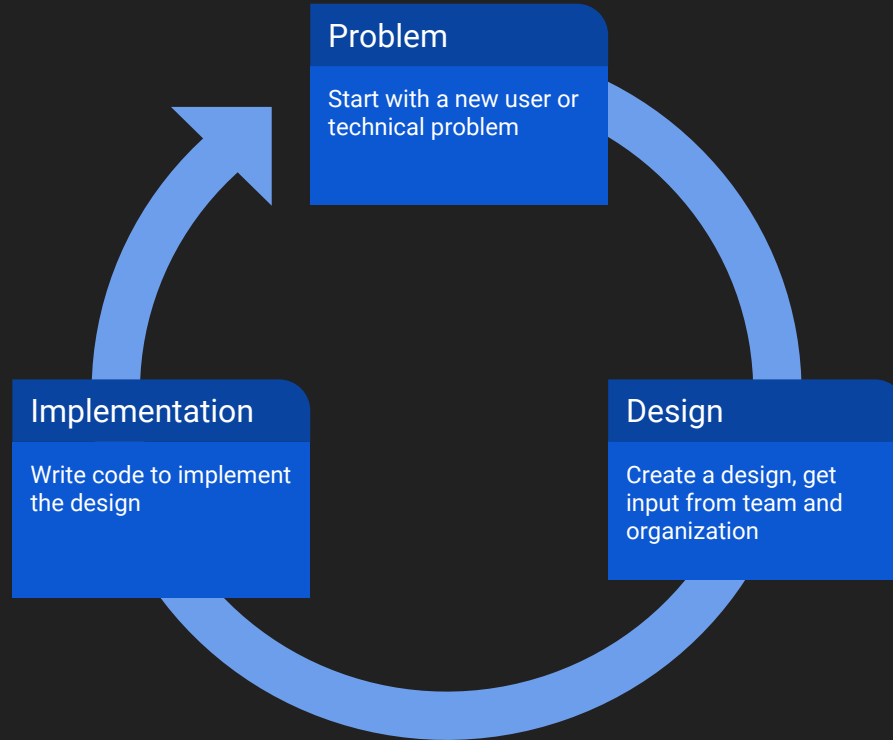 Problem
Start with a new user or
technical problem
Implementation
Write code to implement
the design
Design
Create a design, get
input from team and
organization